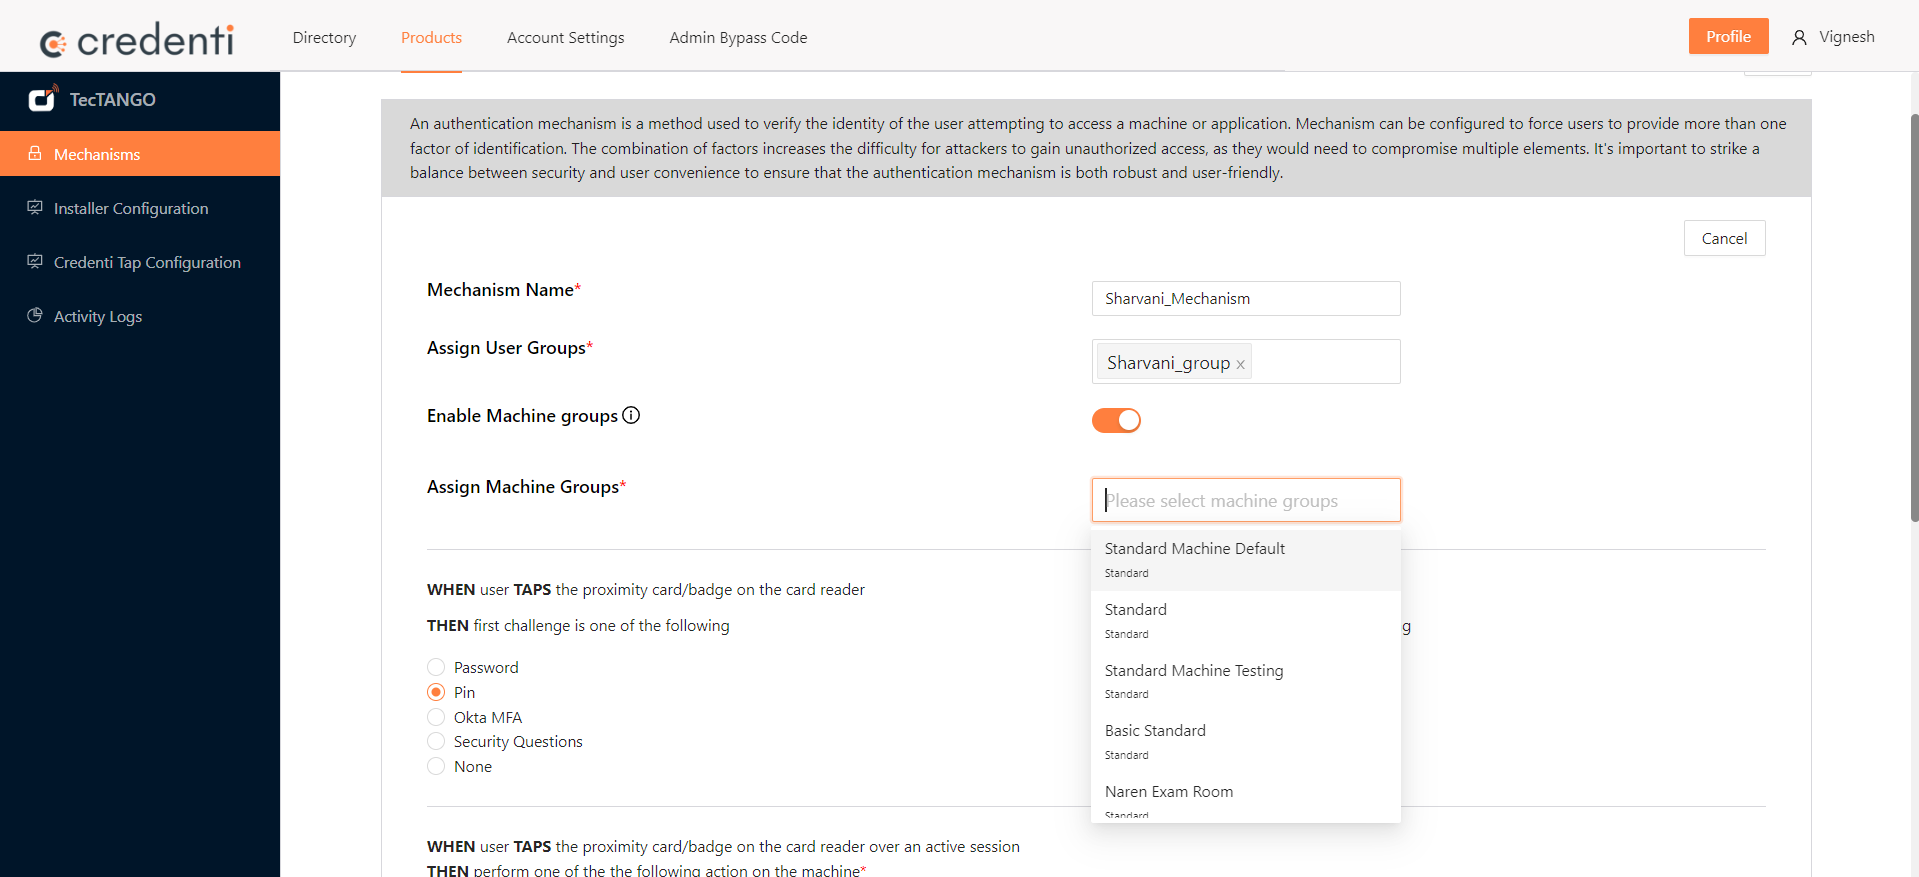 credenti
Directory
Products
Account Settings
Admin Bypass Code
Profile
Vignesh
TecTANGO
Mechanisms
Installer Configuration
Credenti Tap Configuration
Activity Logs
An authentication mechanism is a method used to verify the identity of the user attempting to access a machine or application. Mechanism can be configured to force users to provide more than one
factor of identification. The combination of factors increases the difficulty for attackers to gain unauthorized access, as they would need to compromise multiple elements. It's important to strike a
balance between security and user convenience to ensure that the authentication mechanism is both robust and user-friendly.
Cancel
Mechanism Name*
Sharvani_Mechanism
Assign User Groups*
Sharvani_group x
Enable Machine groups
Assign Machine Groups*
Please select machine groups
Standard Machine Default
Standard
Standard
Standard
Standard Machine Testing
Standard
Basic Standard
Standard
Naren Exam Room
Standard
WHEN user TAPS the proximity card/badge on the card reader
THEN first challenge is one of the following
g
Password
Pin
Okta MFA
Security Questions
None
WHEN user TAPS the proximity card/badge on the card reader over an active session
THEN perform one of the the following action on the machine*